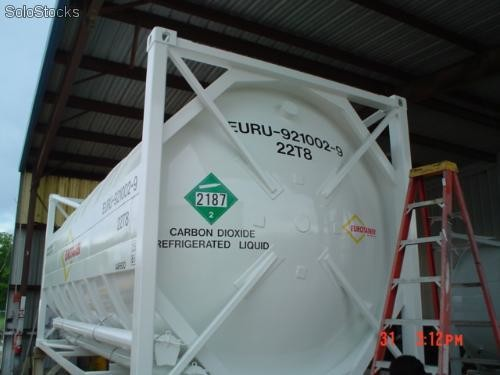 SoloStocks
EURU-921002-9
22T8
2187
2
CARBON DIOXIDE
REFRIGERATED LIQUID
EUROTAINER
EURU-921002-9
22T8
EUROTAINER
31 3:12PM